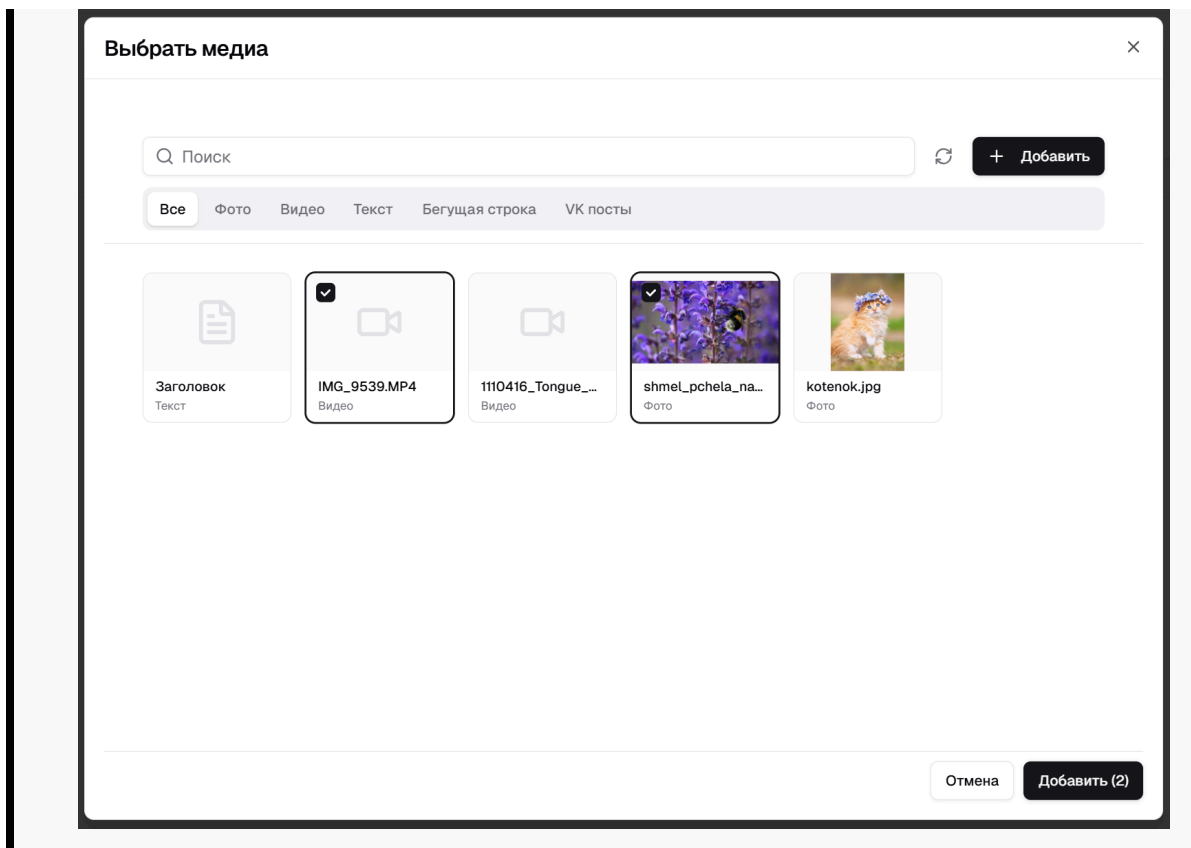 Выбрать медиа
Поиск
Добавить
Все Фото Видео Текст Бегущая строка VK посты
Заголовок IMG_9539.MP4 1110416_Tongue_... shmel_pchela_na... kotenok.jpg
Текст Видео Видео Фото Фото
Отмена Добавить (2)